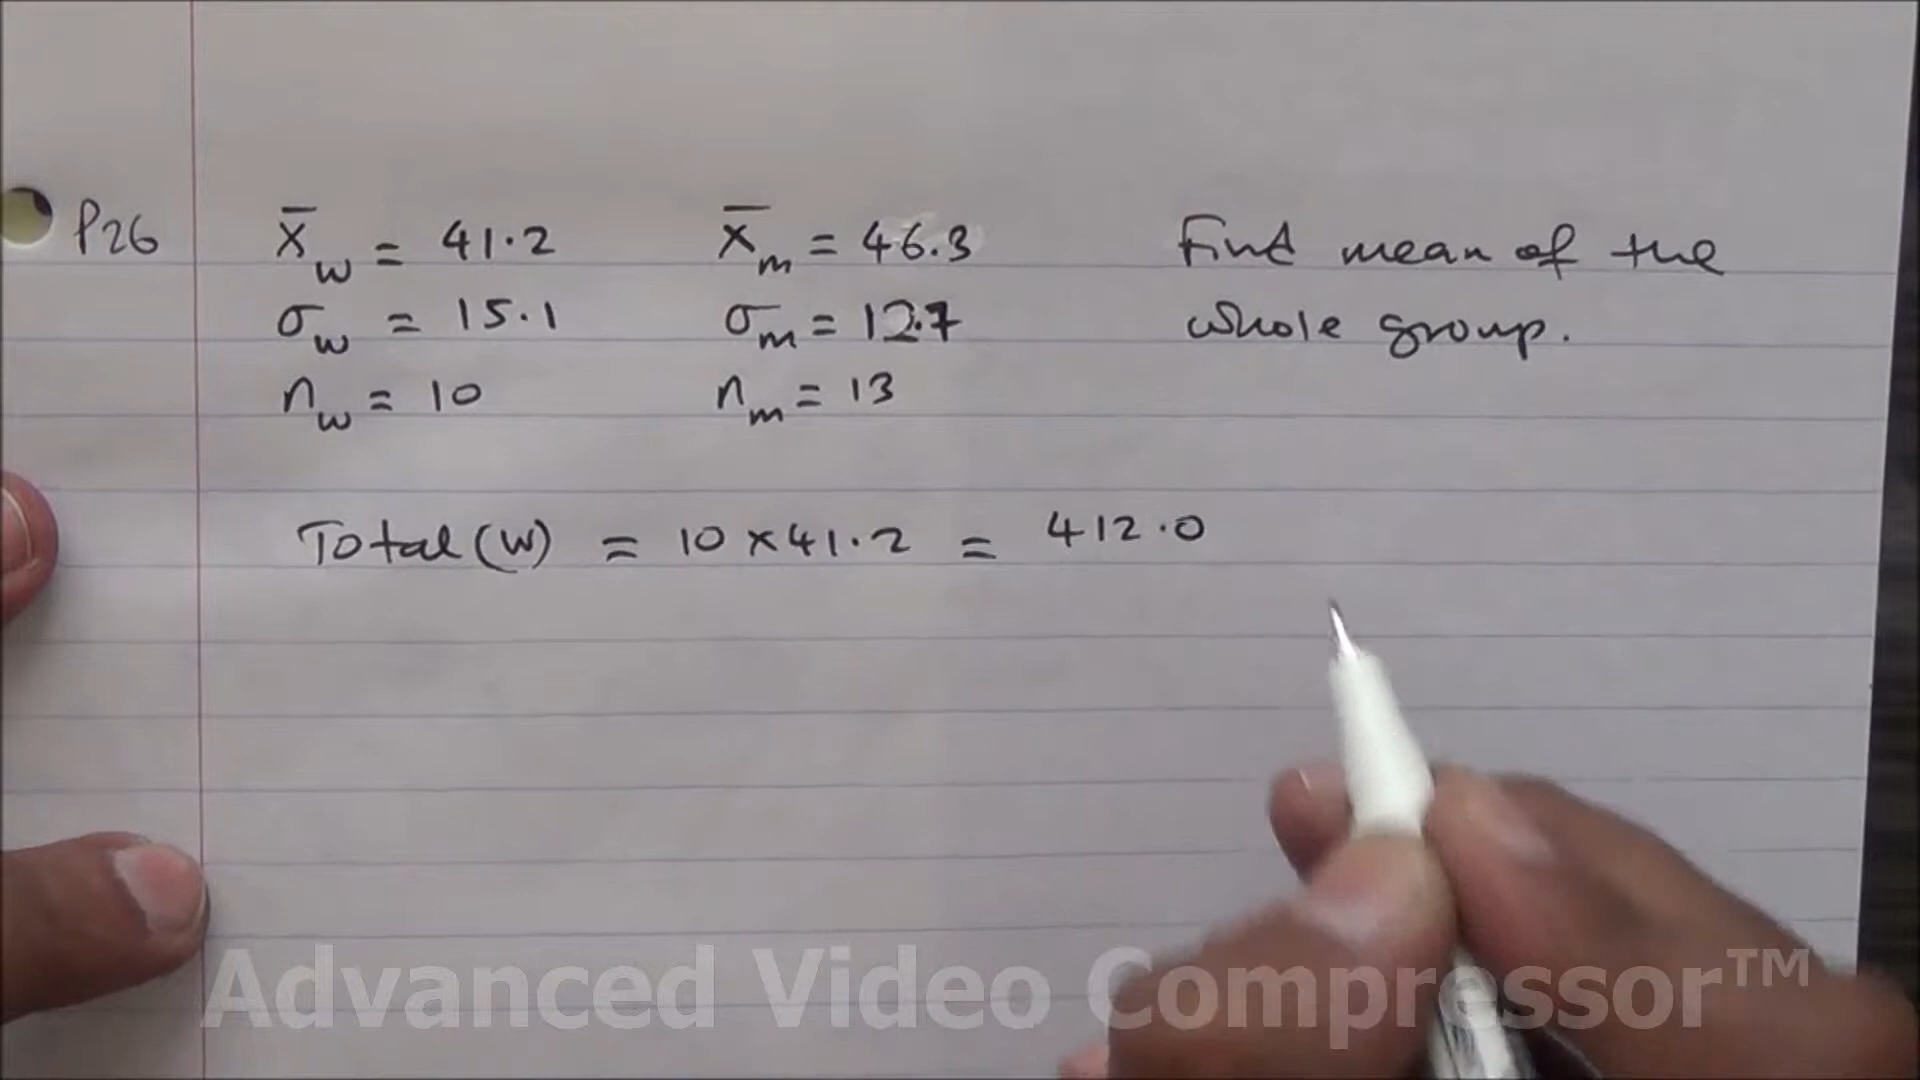 P26
x̄w = 41.2 x̄m = 46.3 Find mean of the
σw = 15.1 σm = 12.7 whole group.
nw = 10 nm = 13
Total (W) = 10 × 41.2 = 412.0
Advanced Video Compressor™